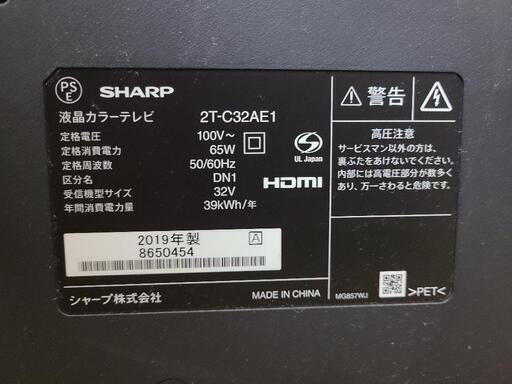 PS
E
SHARP
液晶カラーテレビ 2T-C32AE1
定格電圧 100V～
定格消費電力 65W
定格周波数 50/60Hz
区分名 DN1
受信機型サイズ 32V
年間消費電力量 39kWh/年
UL Japan
HDMI
2019年製 A
8650454
シャープ株式会社
MADE IN CHINA
警告
高圧注意
サービスマン以外の方は、
裏ぶたをあけないでください。
内部には高電圧部分が数多く
あり、万一さわると危険です。
MG857WJ
>PET<